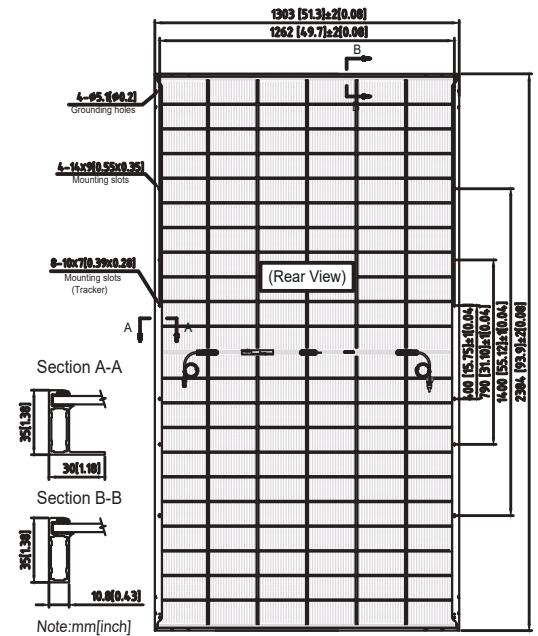 1303 [51.3]±2[0.08]
1262 [49.7]±2[0.08]
B
B
4-ø5.1[ø0.2]
Grounding holes
4-14x9[0.55x0.35]
Mounting slots
8-10x7[0.39x0.28]
Mounting slots
(Tracker)
(Rear View)
A
A
400 [15.75]±1[0.04]
790 [31.10]±1[0.04]
1400 [55.12]±1[0.04]
2384 [93.9]±2[0.08]
Section A-A
35[1.38]
30[1.18]
Section B-B
35[1.38]
10.8[0.43]
Note:mm[inch]